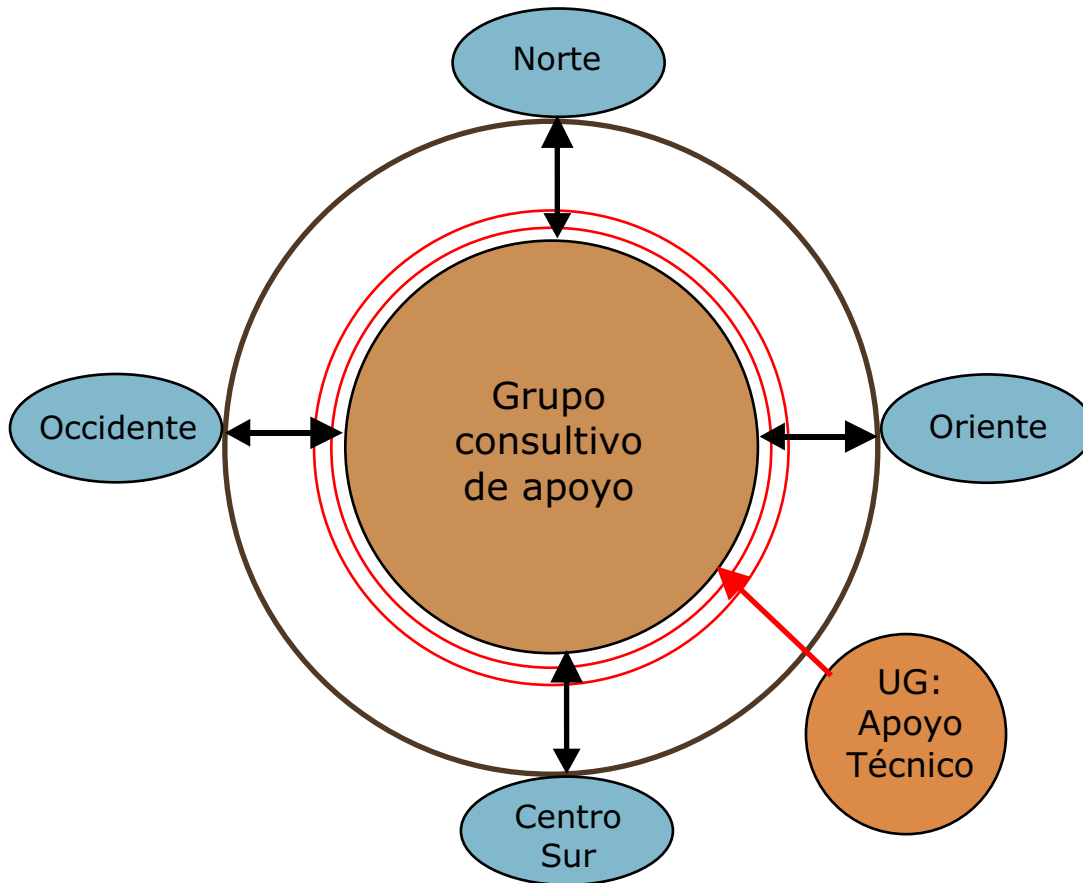 Norte
Occidente
Grupo
consultivo
de apoyo
Oriente
UG:
Apoyo
Técnico
Centro
Sur